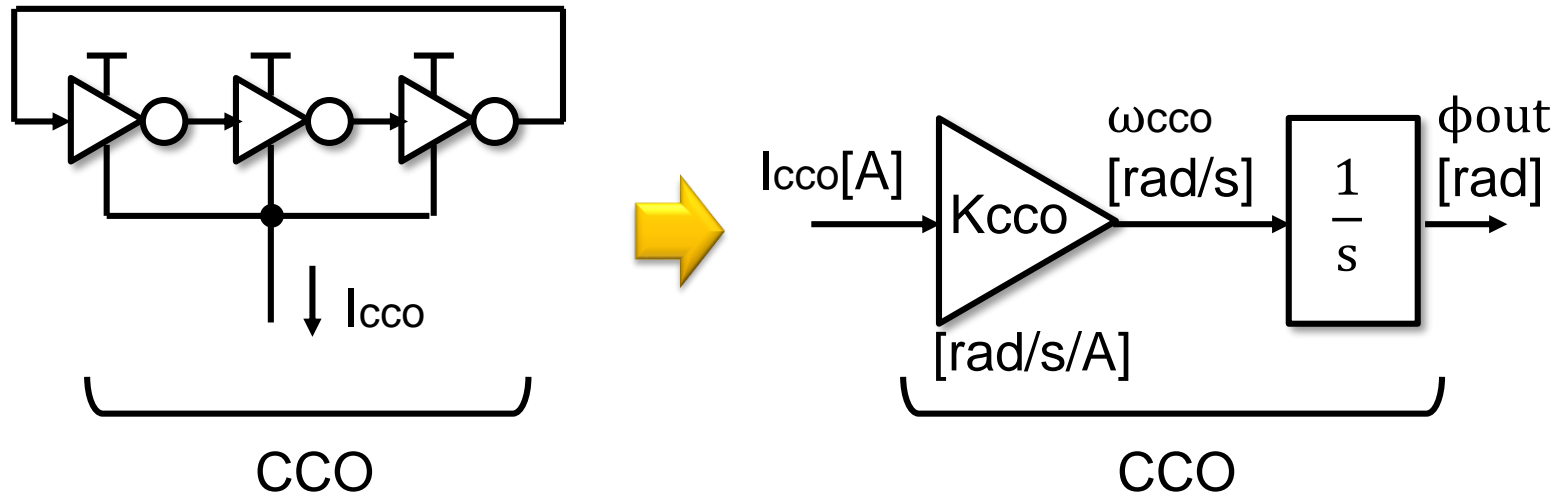 Icco
CCO
Icco[A]
Kcco
[rad/s/A]
ωcco
[rad/s]
1
s
ϕout
[rad]
CCO